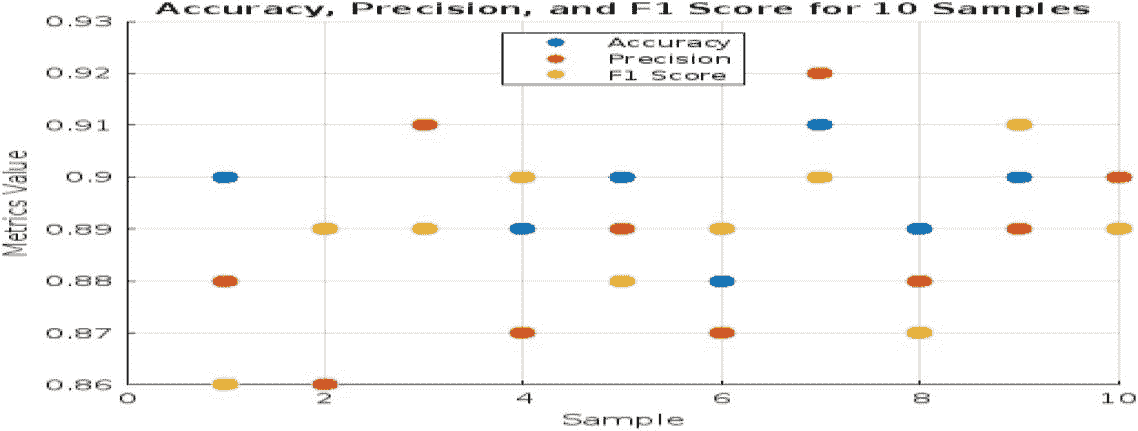 Accuracy, Precision, and F1 Score for 10 Samples
0.93
0.92
0.91
0.9
0.89
0.88
0.87
0.86
Metrics Value
Accuracy
Precision
F1 Score
0
2
4
6
8
10
Sample